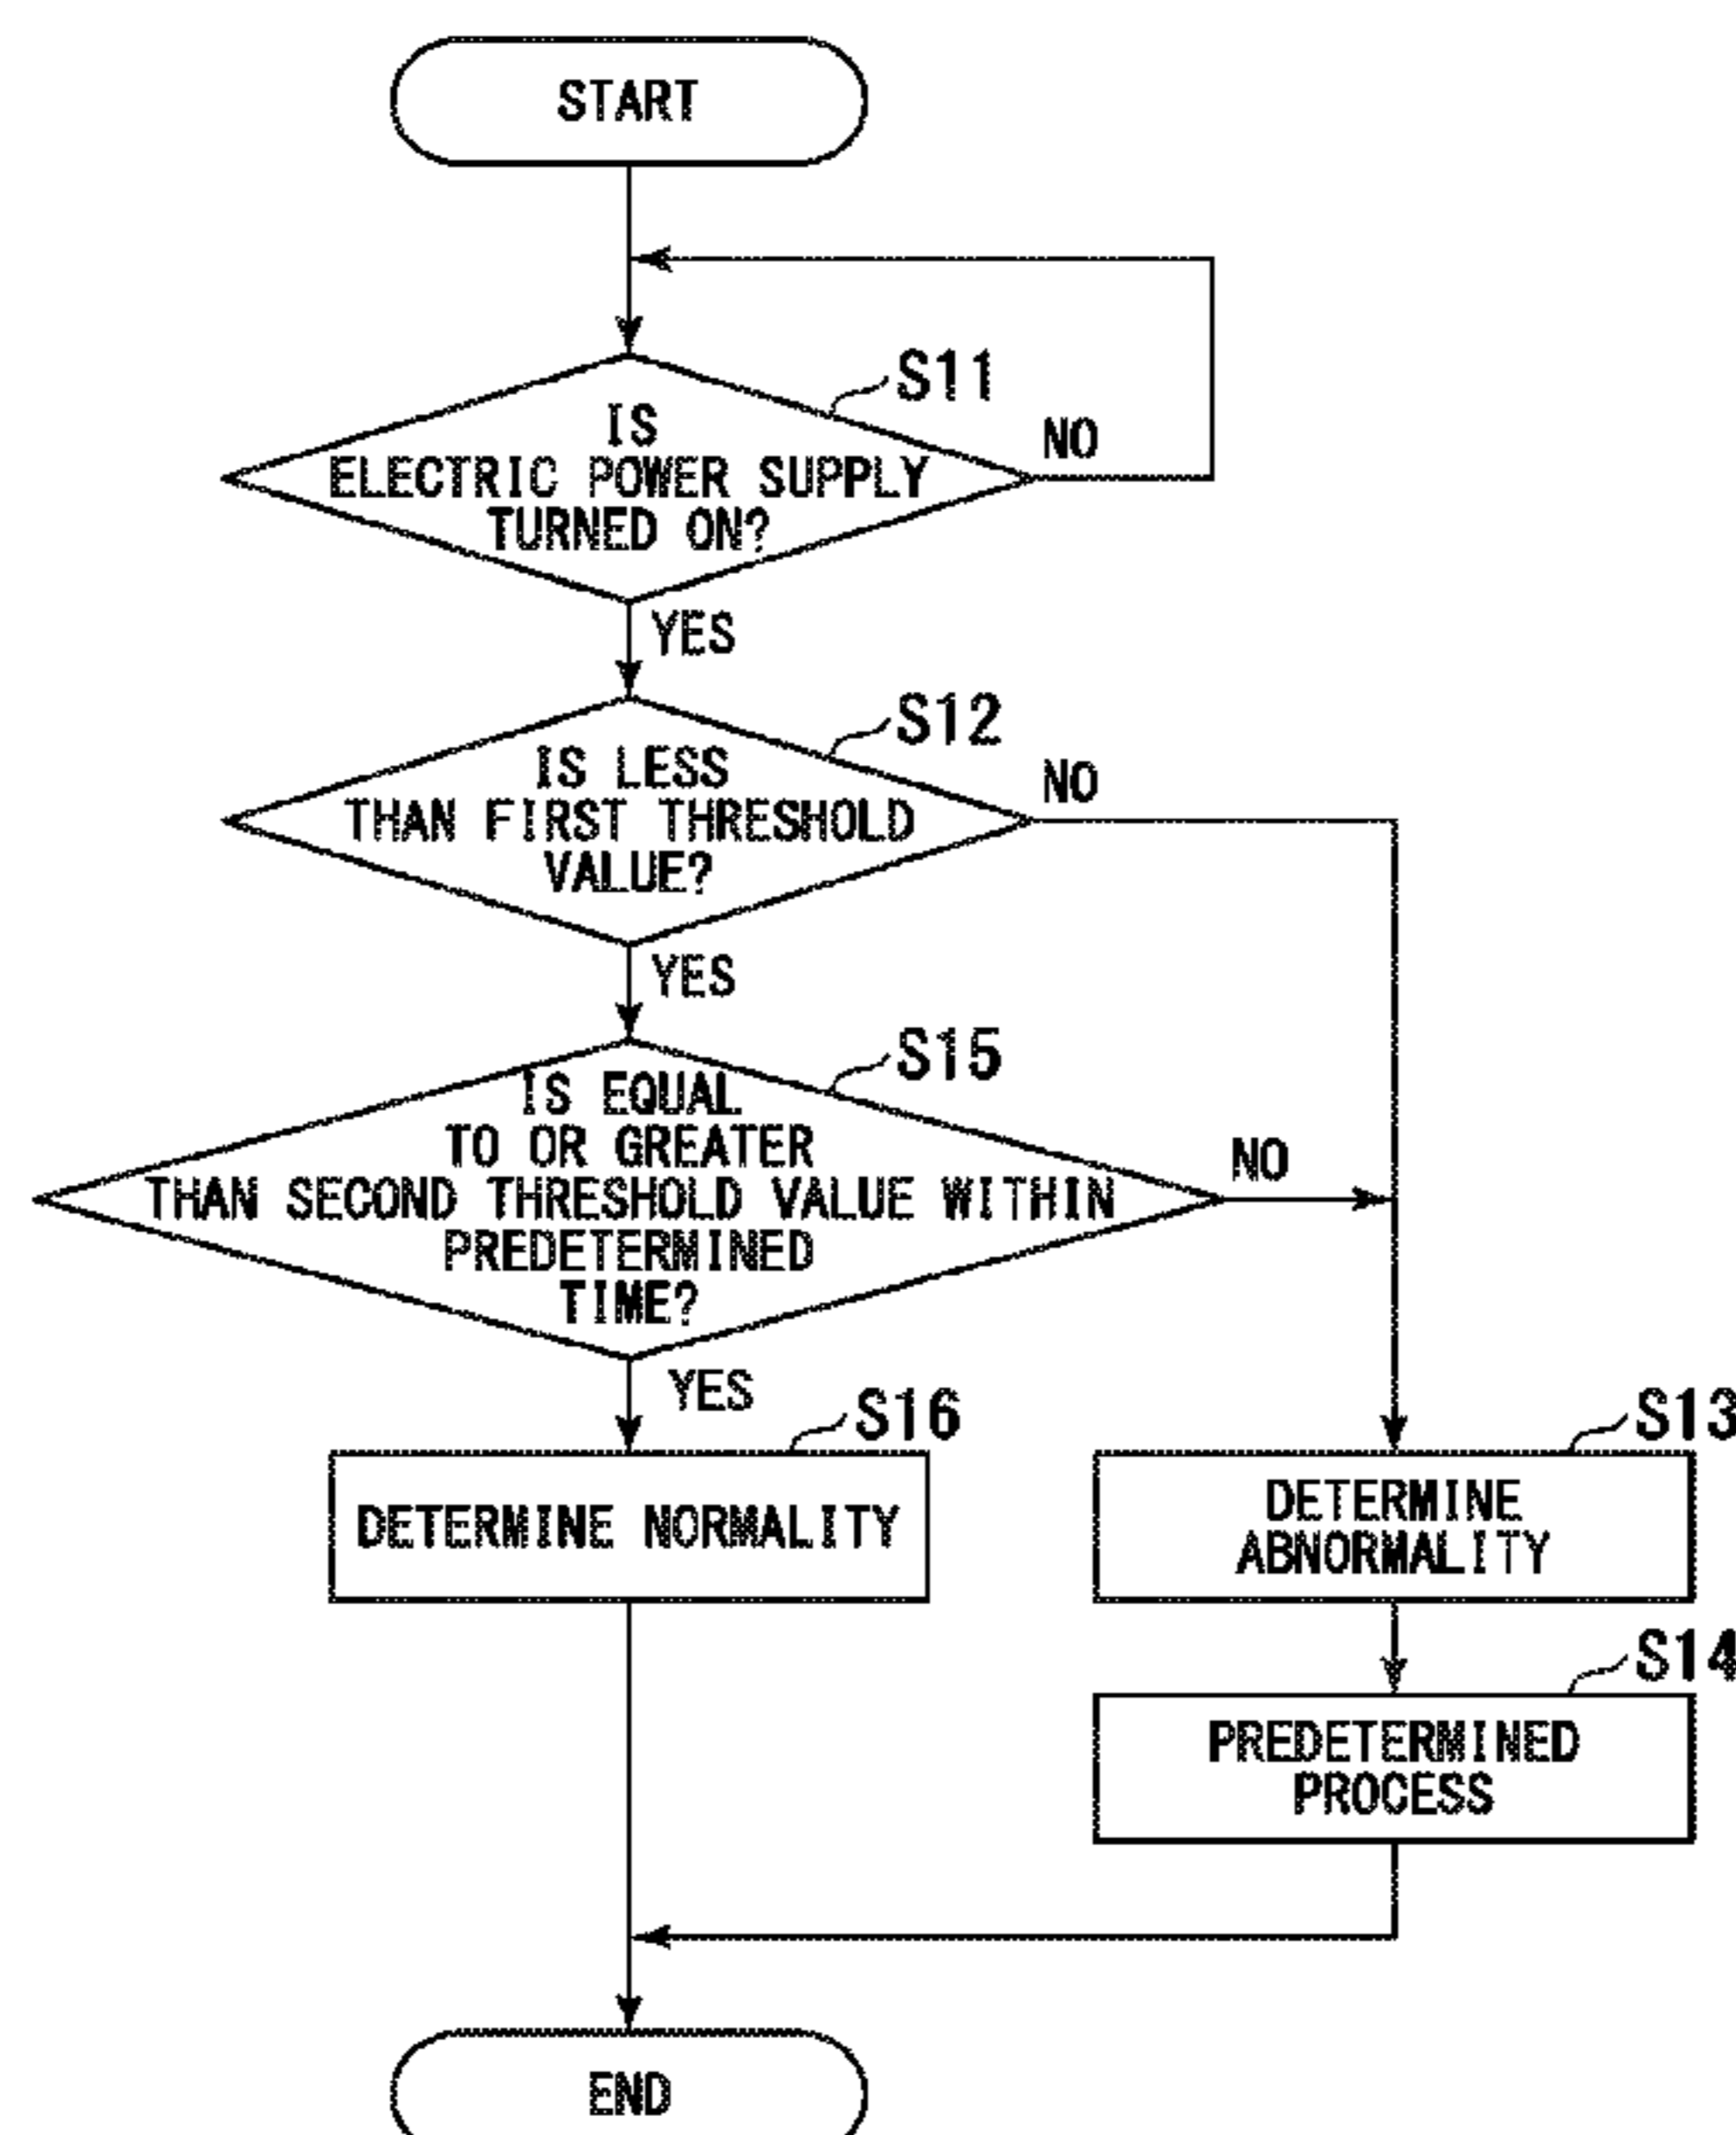 START
S11
IS
ELECTRIC POWER SUPPLY
TURNED ON?
NO
YES
S12
IS LESS
THAN FIRST THRESHOLD
VALUE?
NO
YES
S15
IS EQUAL
TO OR GREATER
THAN SECOND THRESHOLD VALUE WITHIN
PREDETERMINED
TIME?
NO
YES
S16
DETERMINE NORMALITY
S13
DETERMINE
ABNORMALITY
S14
PREDETERMINED
PROCESS
END